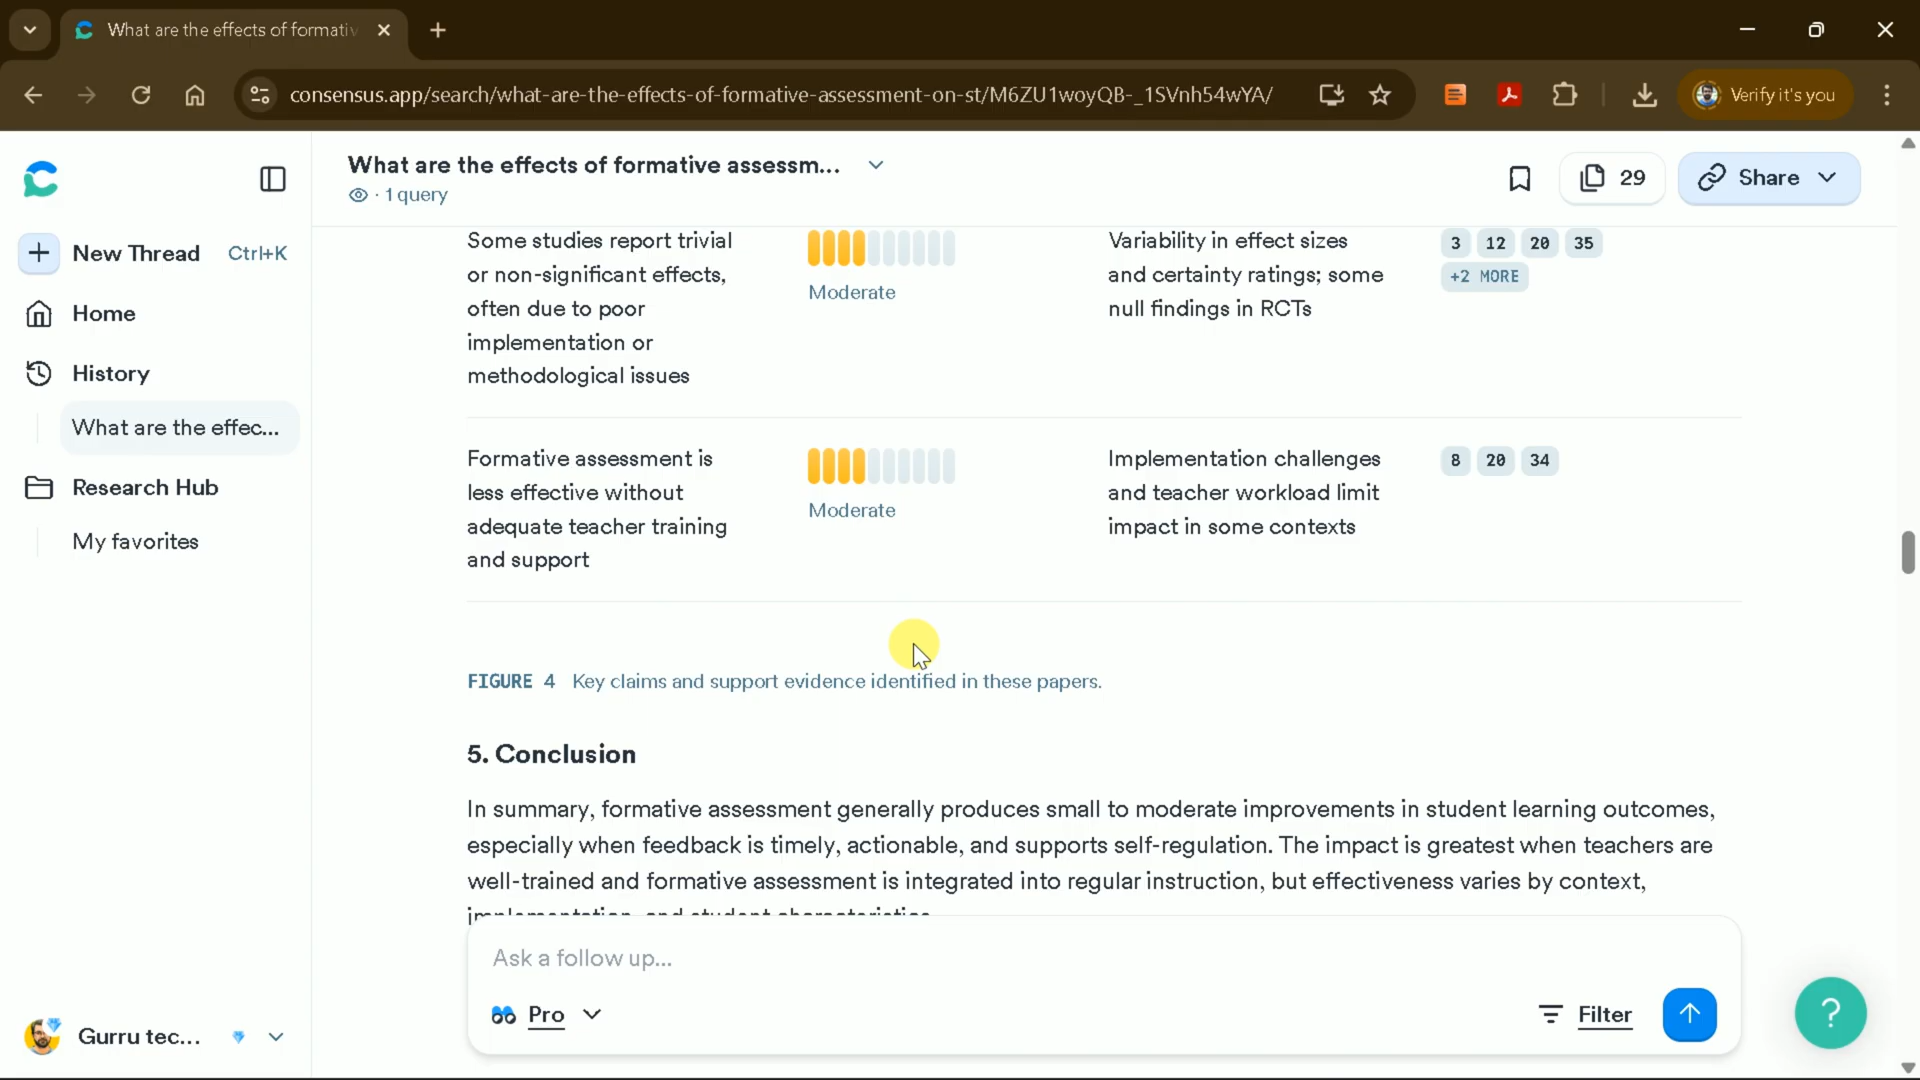 What are the effects of formativ
consensus.app/search/what-are-the-effects-of-formative-assessment-on-st/M6ZU1woyQB-_1SVnh54wYA/
Verify it's you
What are the effects of formative assessm...
· 1 query
29
Share
New Thread Ctrl+K
Home
History
What are the effec...
Research Hub
My favorites
Gurru tec...
Some studies report trivial
or non-significant effects,
often due to poor
implementation or
methodological issues
Moderate
Variability in effect sizes
and certainty ratings; some
null findings in RCTs
3 12 20 35
+2 MORE
Formative assessment is
less effective without
adequate teacher training
and support
Moderate
Implementation challenges
and teacher workload limit
impact in some contexts
8 20 34
FIGURE 4 Key claims and support evidence identified in these papers.
5. Conclusion
In summary, formative assessment generally produces small to moderate improvements in student learning outcomes,
especially when feedback is timely, actionable, and supports self-regulation. The impact is greatest when teachers are
well-trained and formative assessment is integrated into regular instruction, but effectiveness varies by context,
implementation, and student characteristics.
Ask a follow up...
Pro
Filter
?